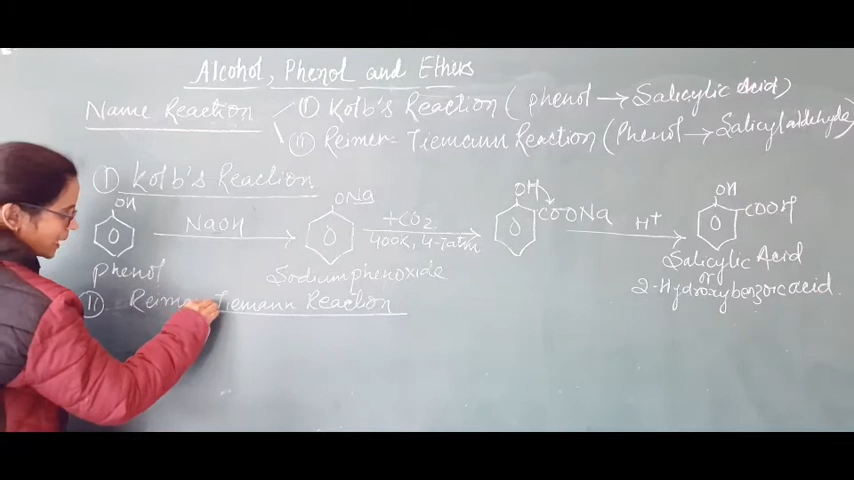 Alcohol, Phenol and Ethers
Name Reaction
(I) Kolb's Reaction (phenol → Salicylic acid)
(II) Reimer-Tiemann Reaction (Phenol → Salicylaldehyde)
(I) Kolb's Reaction
OH NaOH ONa +CO2 400K, 4-7atm OH COONa H+ OH COOH
Phenol Sodiumphenoxide Salicylic Acid
or
2-Hydroxybenzoic acid.
(II) Reime Tiemann Reaction